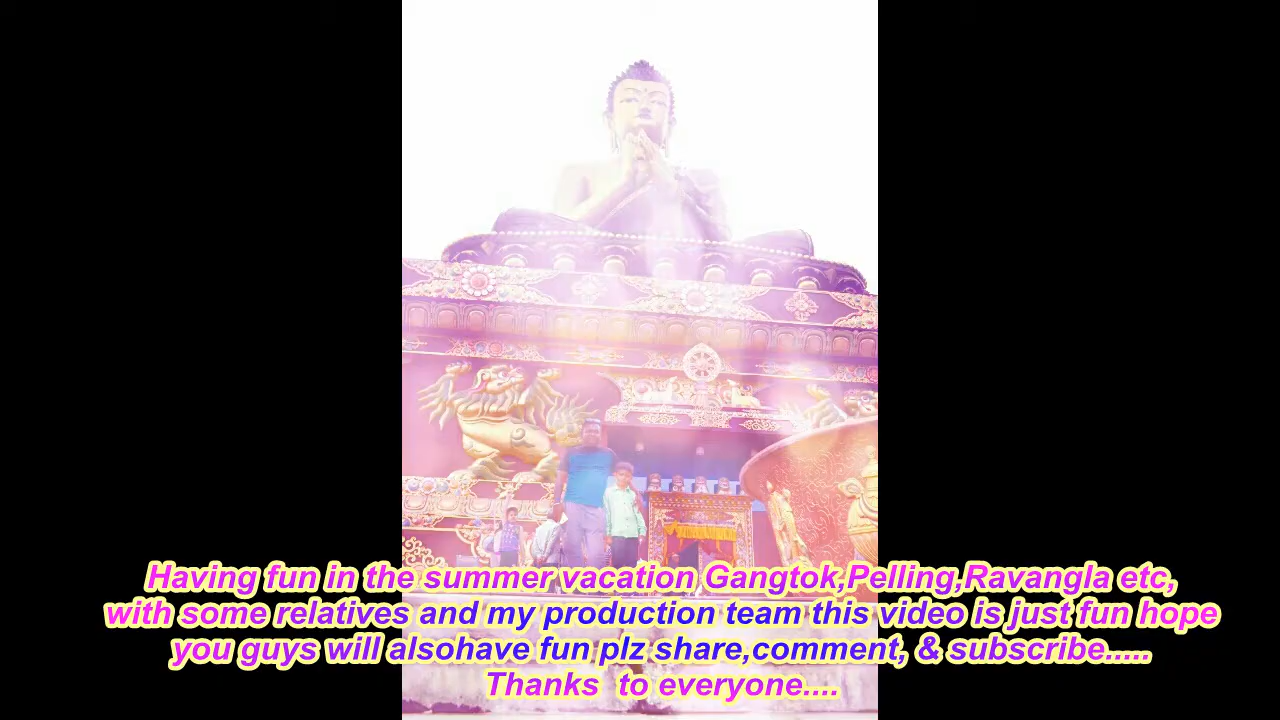 Having fun in the summer vacation Gangtok,Pelling,Ravangla etc,
with some relatives and my production team this video is just fun hope
you guys will alsohave fun plz share,comment, & subscribe.....
Thanks  to everyone....